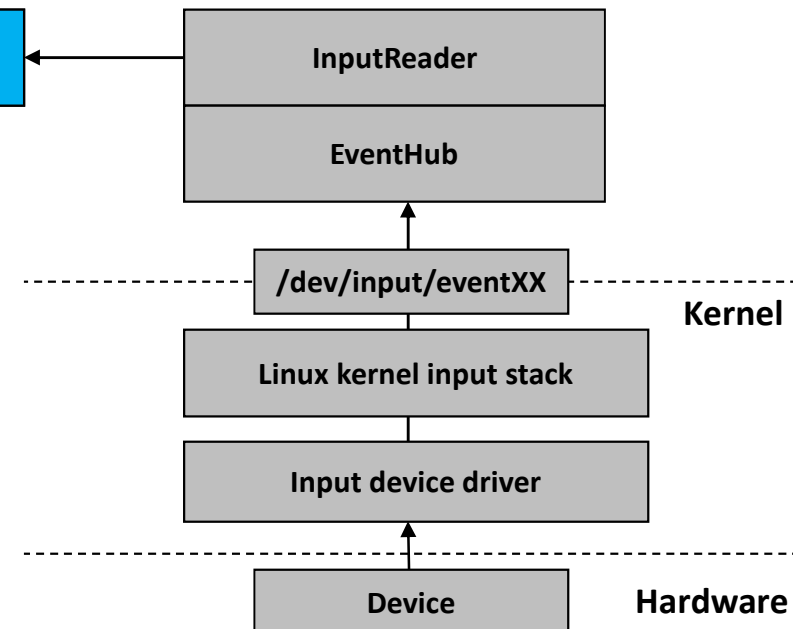 InputReader
EventHub
/dev/input/eventXX
Kernel
Linux kernel input stack
Input device driver
Device
Hardware